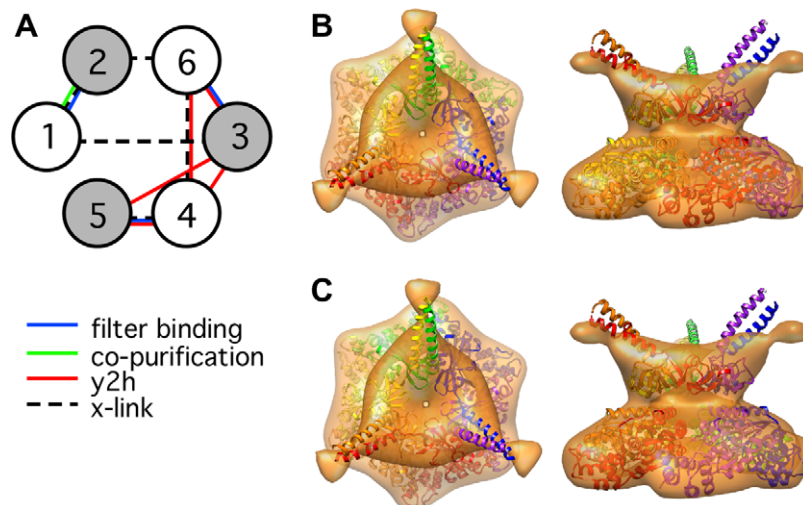 A
B
2
6
1
3
5
4
C
filter binding
co-purification
y2h
x-link